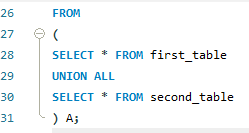 26 FROM
27 (
28 SELECT * FROM first_table
29 UNION ALL
30 SELECT * FROM second_table
31 ) A;